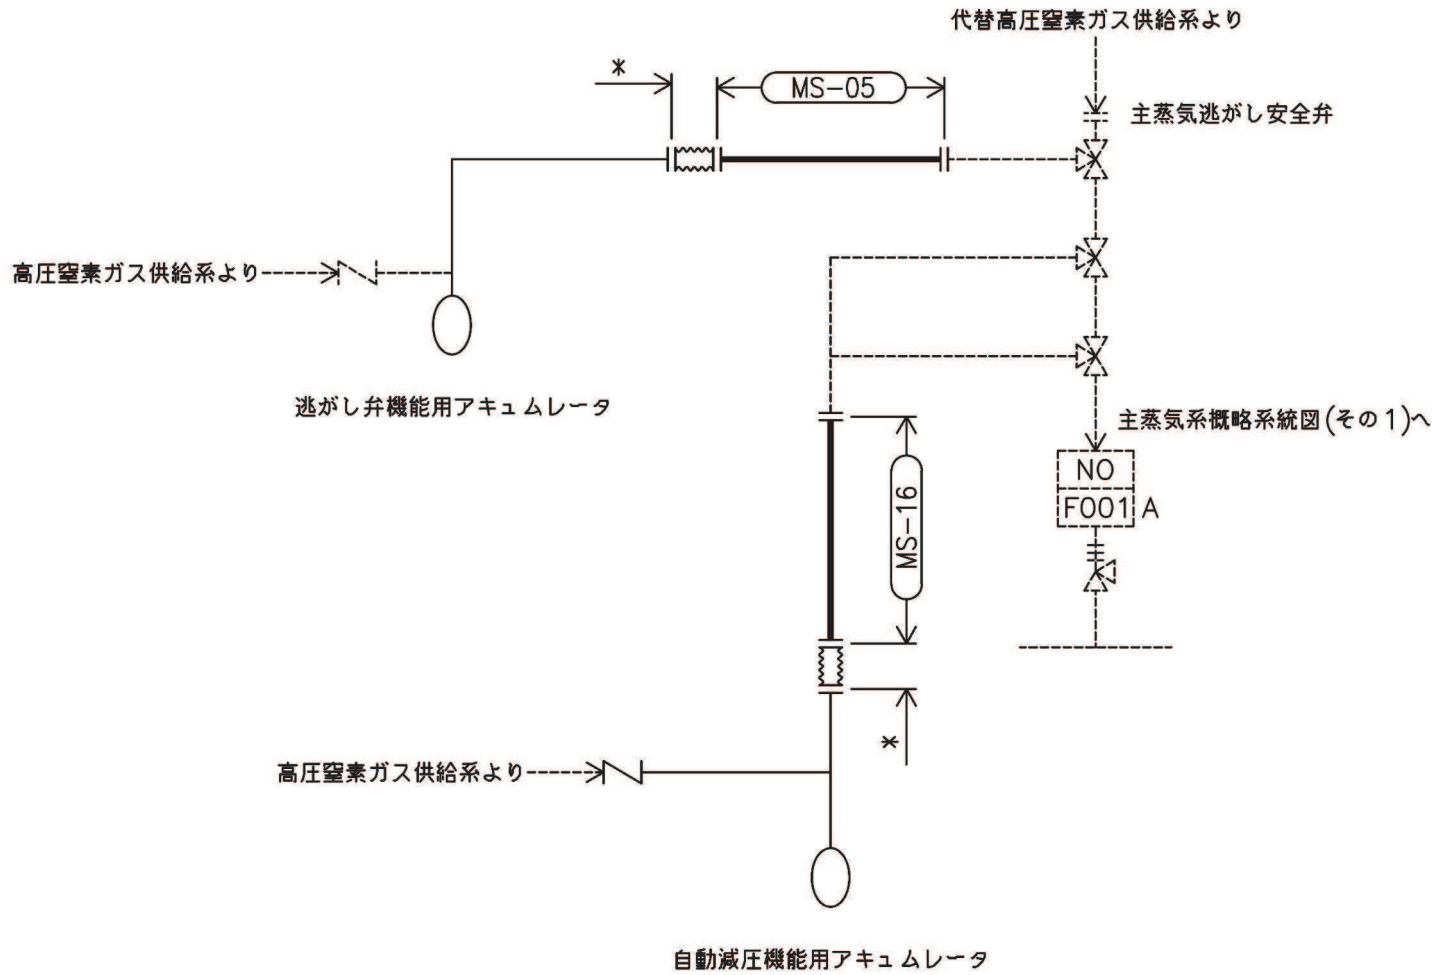 代替高圧窒素ガス供給系より
*
MS-05
主蒸気逃がし安全弁
高圧窒素ガス供給系より
逃がし弁機能用アキュムレータ
主蒸気系概略系統図(その1)へ
NO
F001 A
MS-16
*
高圧窒素ガス供給系より
自動減圧機能用アキュムレータ